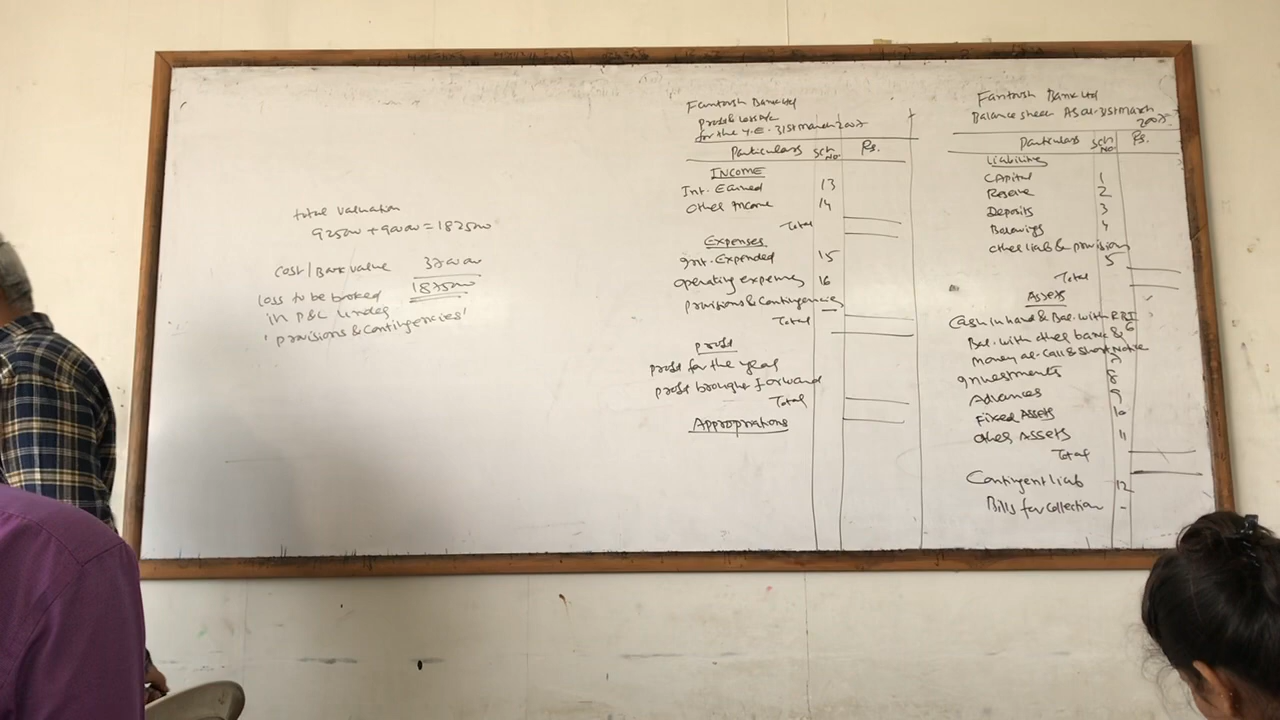 total valuation
92500 + 90000 = 182500
Cost/Bank value 370000
loss to be booked 187500
in P&L under
'provisions & contingencies'
Fantoosh Bank Ltd
Profit & Loss A/c
for the Y.E. 31st March 2007
Particulars Sch No. Rs.
INCOME
Int. Earned 13
Other Income 14
Total
Expenses
Int. Expended 15
Operating expenses 16
Provisions & Contingencies —
Total
Profit
Profit for the year
Profit brought forward
Total
Appropriations
Fantoosh Bank Ltd
Balance sheet As at 31st March
2007
Particulars Sch No Rs.
Liabilities
Capital 1
Reserve 2
Deposits 3
Borrowings 4
Other liab & provision
5
Total
Assets
Cash in hand & Bal. with RBI
6
Bal. with other bank &
Money at Call & Short Notice
7
Investments 8
Advances 9
Fixed Assets 10
Other Assets 11
Total
Contingent liab 12
Bills for Collection -